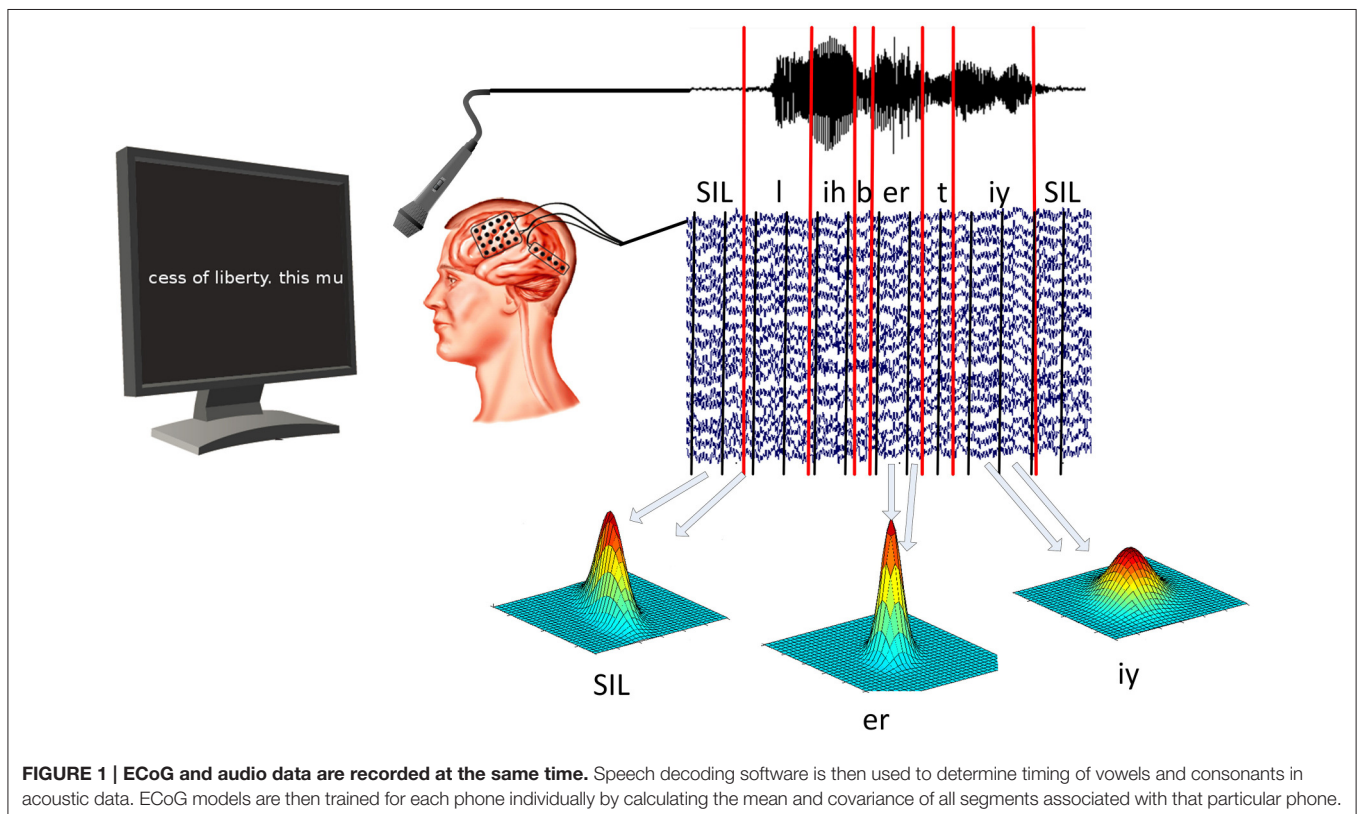 cess of liberty. this mu
SIL l ih b er t iy SIL
SIL
er
iy
FIGURE 1 | ECoG and audio data are recorded at the same time. Speech decoding software is then used to determine timing of vowels and consonants in
acoustic data. ECoG models are then trained for each phone individually by calculating the mean and covariance of all segments associated with that particular phone.